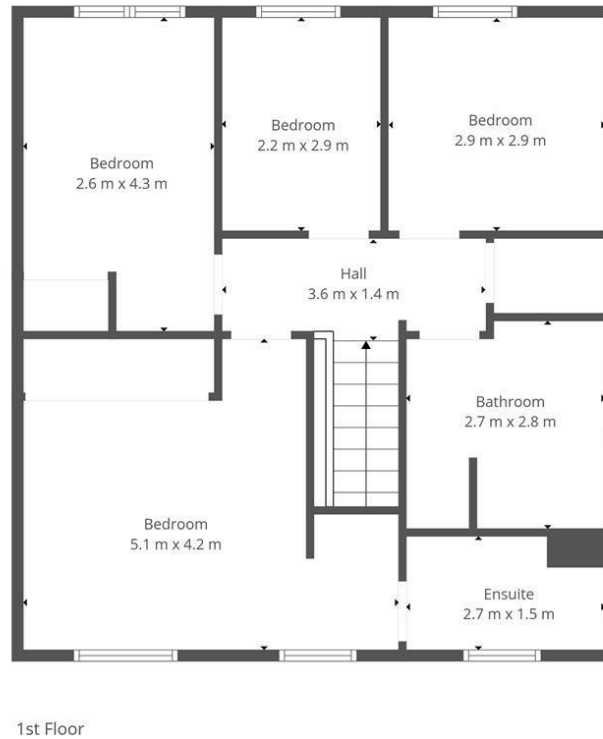 Bedroom
2.6 m x 4.3 m
Bedroom
2.2 m x 2.9 m
Bedroom
2.9 m x 2.9 m
Hall
3.6 m x 1.4 m
Bathroom
2.7 m x 2.8 m
Bedroom
5.1 m x 4.2 m
Ensuite
2.7 m x 1.5 m
1st Floor